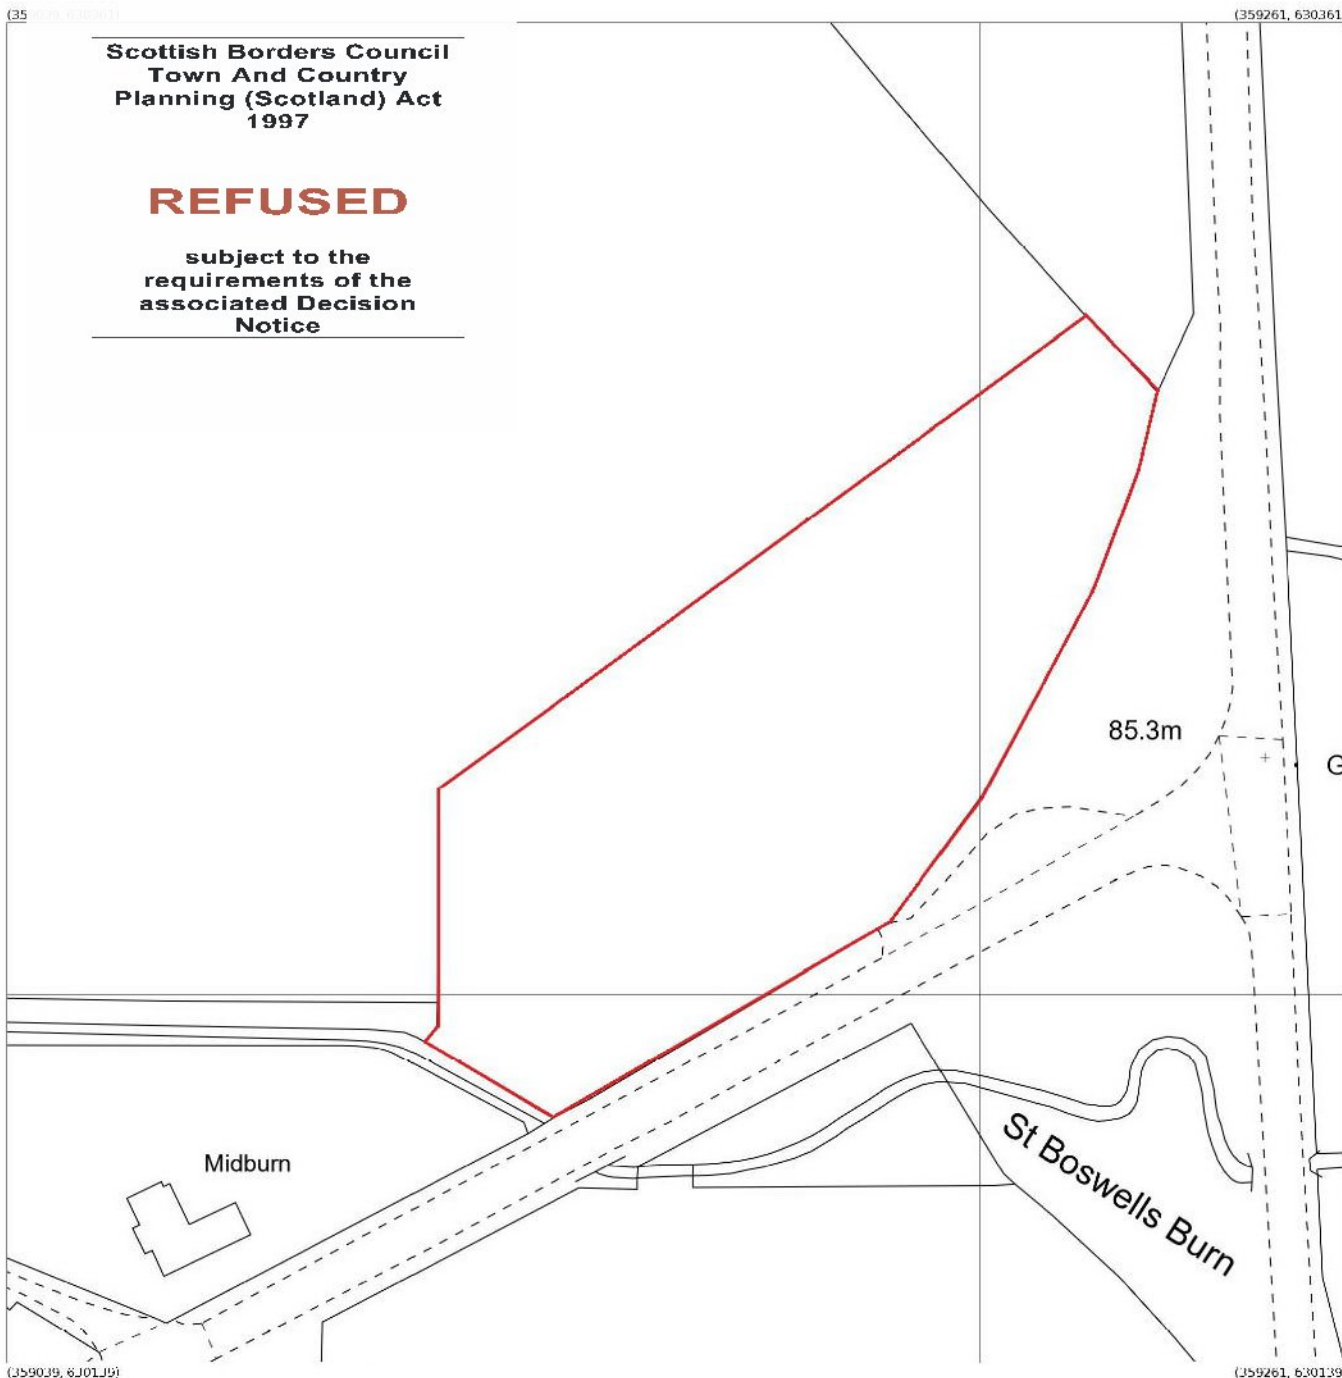 (35
(359261, 630361
Scottish Borders Council
Town And Country
Planning (Scotland) Act
1997
REFUSED
subject to the
requirements of the
associated Decision
Notice
85.3m
G
Midburn
St Boswells Burn
(359039, 630139)
(359261, 630139